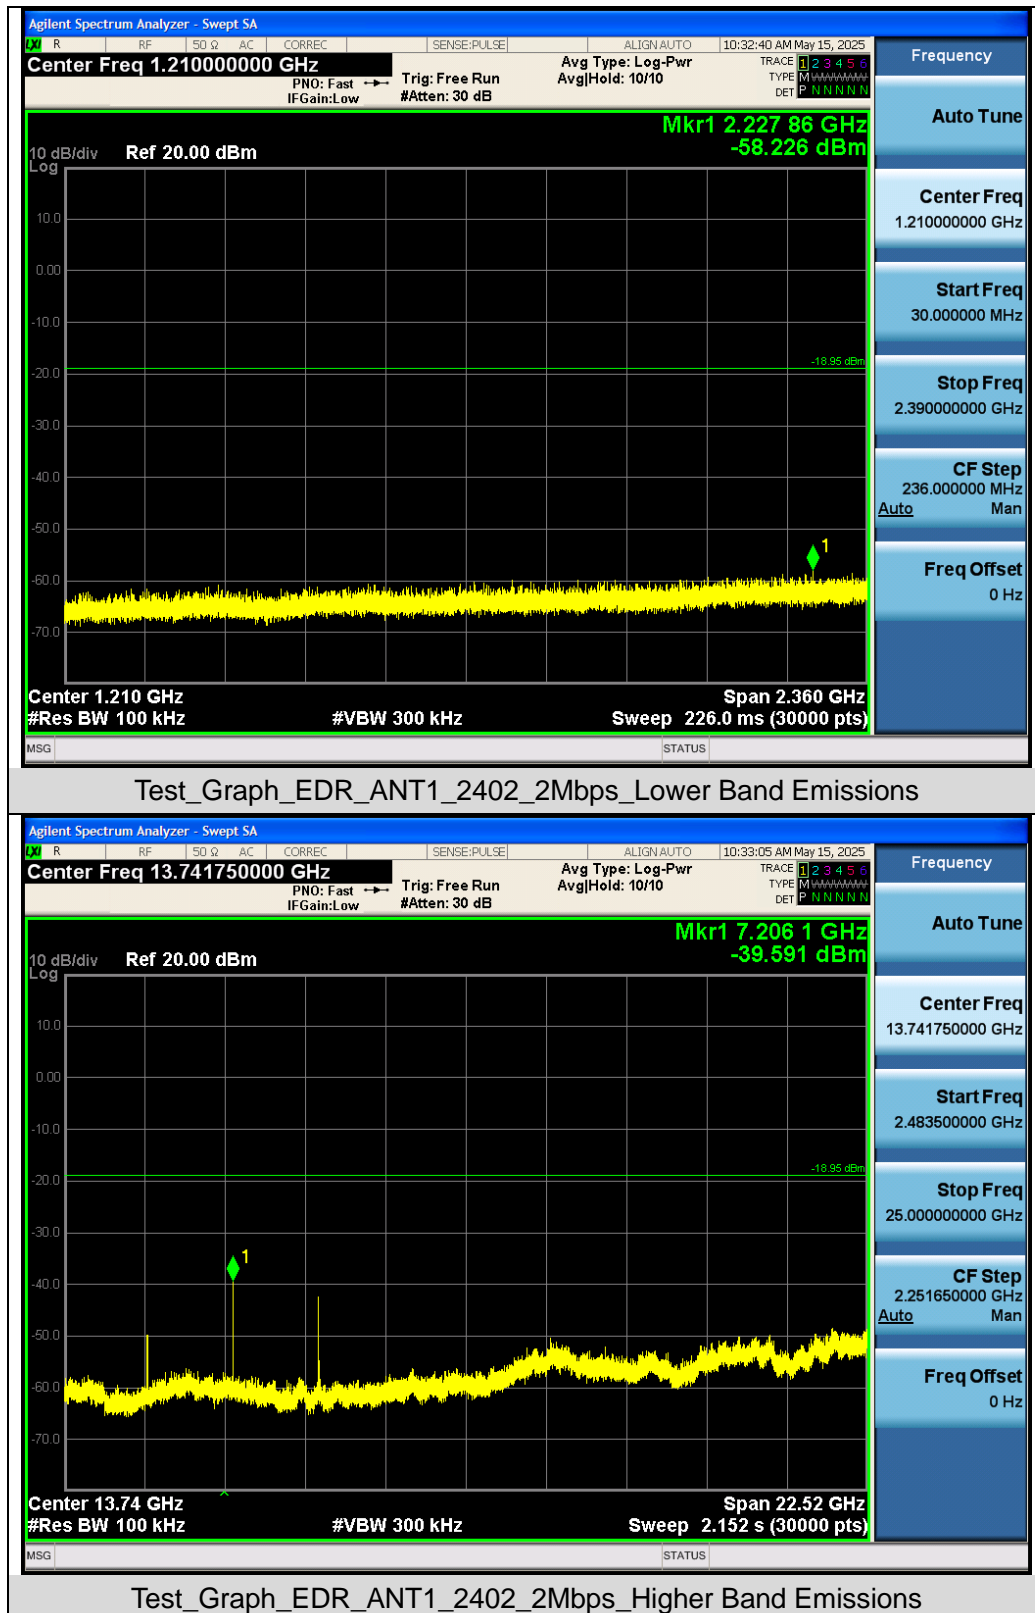 Agilent Spectrum Analyzer - Swept SA
LXI R RF 50 Ω AC CORREC SENSE:PULSE ALIGN AUTO 10:32:40 AM May 15, 2025
Center Freq 1.210000000 GHz
PNO: Fast
IFGain:Low
Trig: Free Run
#Atten: 30 dB
Avg Type: Log-Pwr
Avg|Hold: 10/10
TRACE 1 2 3 4 5 6
TYPE M WWWWW
DET P N N N N N
Mkr1 2.227 86 GHz
-58.226 dBm
10 dB/div Ref 20.00 dBm
Log
10.0
0.00
-10.0
-18.95 dBm
-20.0
-30.0
-40.0
-50.0
1
-60.0
-70.0
Center 1.210 GHz Span 2.360 GHz
#Res BW 100 kHz #VBW 300 kHz Sweep 226.0 ms (30000 pts)
MSG STATUS
Frequency
Auto Tune
Center Freq
1.210000000 GHz
Start Freq
30.000000 MHz
Stop Freq
2.390000000 GHz
CF Step
236.000000 MHz
Auto Man
Freq Offset
0 Hz
Test_Graph_EDR_ANT1_2402_2Mbps_Lower Band Emissions
Agilent Spectrum Analyzer - Swept SA
LXI R RF 50 Ω AC CORREC SENSE:PULSE ALIGN AUTO 10:33:05 AM May 15, 2025
Center Freq 13.741750000 GHz
PNO: Fast
IFGain:Low
Trig: Free Run
#Atten: 30 dB
Avg Type: Log-Pwr
Avg|Hold: 10/10
TRACE 1 2 3 4 5 6
TYPE M WWWWW
DET P N N N N N
Mkr1 7.206 1 GHz
-39.591 dBm
10 dB/div Ref 20.00 dBm
Log
10.0
0.00
-10.0
-18.95 dBm
-20.0
-30.0
1
-40.0
-50.0
-60.0
-70.0
Center 13.74 GHz Span 22.52 GHz
#Res BW 100 kHz #VBW 300 kHz Sweep 2.152 s (30000 pts)
MSG STATUS
Frequency
Auto Tune
Center Freq
13.741750000 GHz
Start Freq
2.483500000 GHz
Stop Freq
25.000000000 GHz
CF Step
2.251650000 GHz
Auto Man
Freq Offset
0 Hz
Test_Graph_EDR_ANT1_2402_2Mbps_Higher Band Emissions